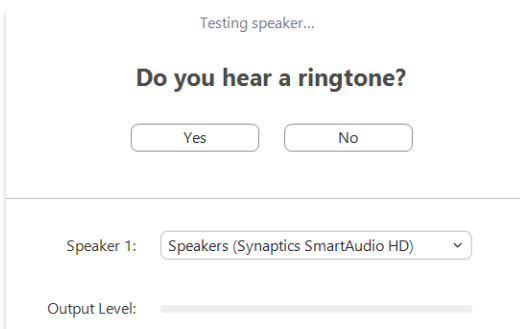 Testing speaker...
Do you hear a ringtone?
Yes No
Speaker 1: Speakers (Synaptics SmartAudio HD)
Output Level: